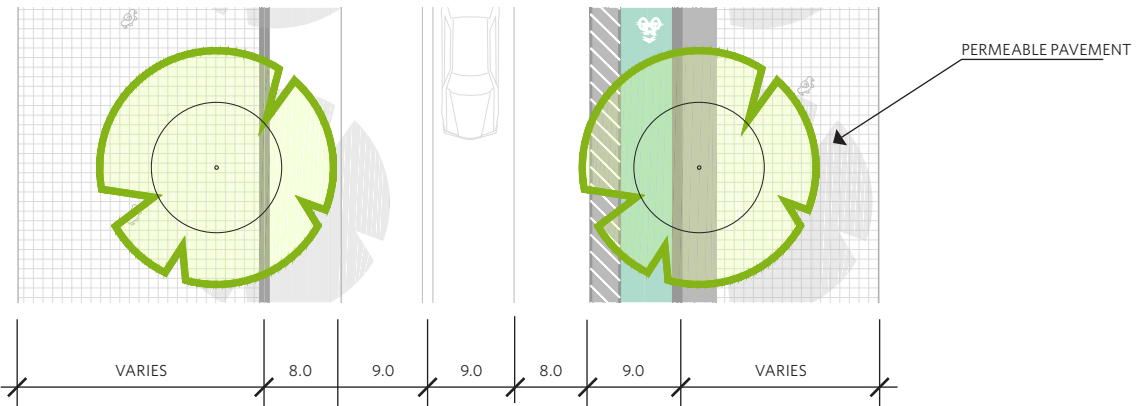 PERMEABLE PAVEMENT
VARIES 8.0 9.0 9.0 8.0 9.0 VARIES